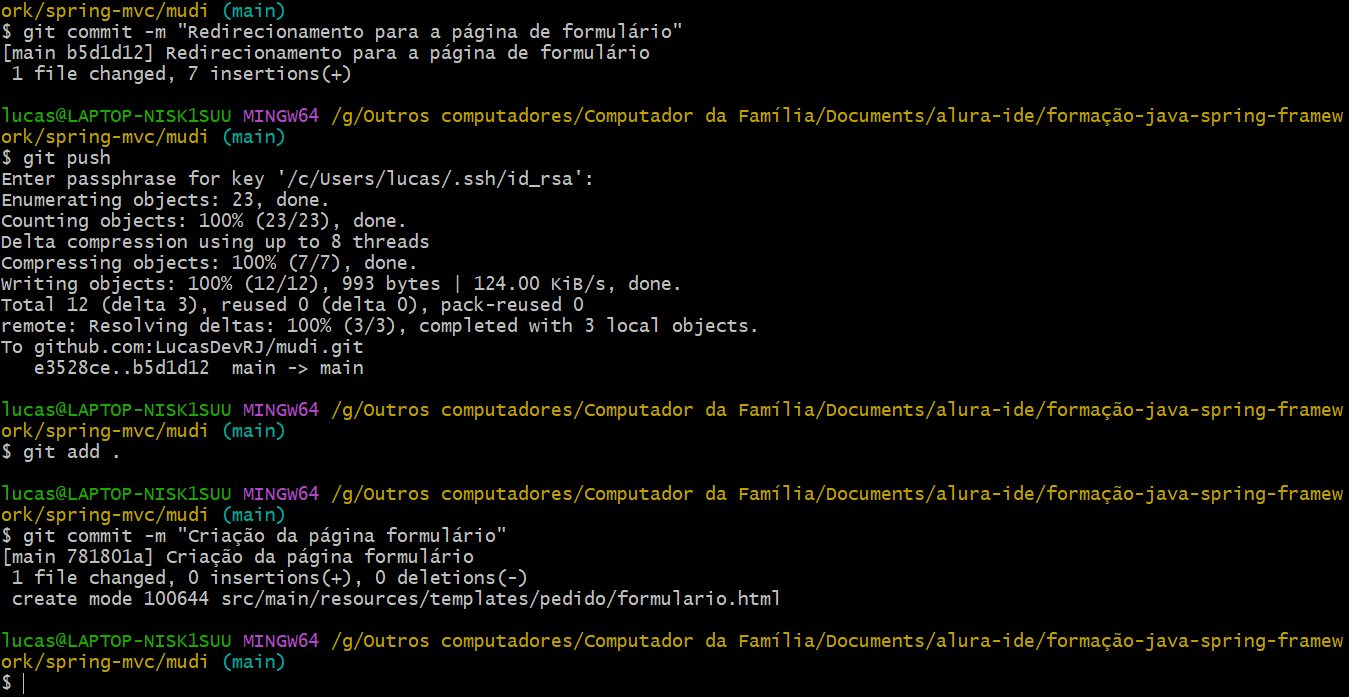 ork/spring-mvc/mudi (main)
$ git commit -m "Redirecionamento para a página de formulário"
[main b5d1d12] Redirecionamento para a página de formulário
 1 file changed, 7 insertions(+)
lucas@LAPTOP-NISK1SUU MINGW64 /g/Outros computadores/Computador da Família/Documents/alura-ide/formação-java-spring-framew
ork/spring-mvc/mudi (main)
$ git push
Enter passphrase for key '/c/Users/lucas/.ssh/id_rsa':
Enumerating objects: 23, done.
Counting objects: 100% (23/23), done.
Delta compression using up to 8 threads
Compressing objects: 100% (7/7), done.
Writing objects: 100% (12/12), 993 bytes | 124.00 KiB/s, done.
Total 12 (delta 3), reused 0 (delta 0), pack-reused 0
remote: Resolving deltas: 100% (3/3), completed with 3 local objects.
To github.com:LucasDevRJ/mudi.git
   e3528ce..b5d1d12  main -> main
lucas@LAPTOP-NISK1SUU MINGW64 /g/Outros computadores/Computador da Família/Documents/alura-ide/formação-java-spring-framew
ork/spring-mvc/mudi (main)
$ git add .
lucas@LAPTOP-NISK1SUU MINGW64 /g/Outros computadores/Computador da Família/Documents/alura-ide/formação-java-spring-framew
ork/spring-mvc/mudi (main)
$ git commit -m "Criação da página formulário"
[main 781801a] Criação da página formulário
 1 file changed, 0 insertions(+), 0 deletions(-)
 create mode 100644 src/main/resources/templates/pedido/formulario.html
lucas@LAPTOP-NISK1SUU MINGW64 /g/Outros computadores/Computador da Família/Documents/alura-ide/formação-java-spring-framew
ork/spring-mvc/mudi (main)
$